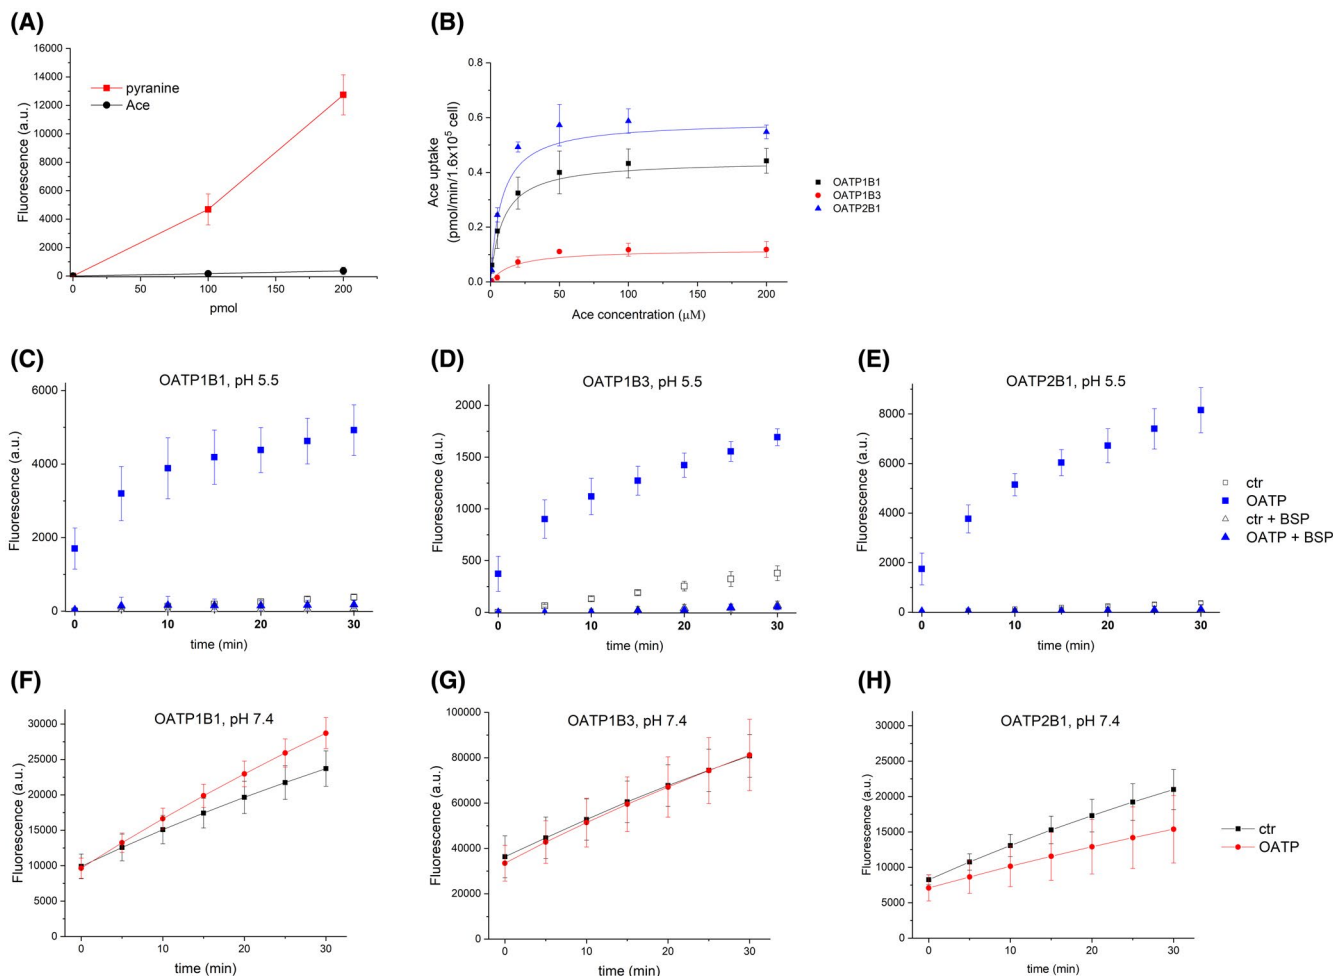 (A)
16000
14000
12000
10000
8000
6000
4000
2000
0
Fluorescence (a.u.)
pyranine
Ace
0 50 100 150 200
pmol
(B)
0.8
0.6
0.4
0.2
0.0
Ace uptake
(pmol/min/1.6x10⁵ cell)
0 50 100 150 200
Ace concentration (μM)
OATP1B1
OATP1B3
OATP2B1
(C)
OATP1B1, pH 5.5
6000
4000
2000
0
Fluorescence (a.u.)
0 10 20 30
time (min)
(D)
OATP1B3, pH 5.5
2000
1500
1000
500
0
Fluorescence (a.u.)
0 10 20 30
time (min)
(E)
OATP2B1, pH 5.5
8000
6000
4000
2000
0
Fluorescence (a.u.)
0 10 20 30
time (min)
ctr
OATP
ctr + BSP
OATP + BSP
(F)
OATP1B1, pH 7.4
30000
25000
20000
15000
10000
5000
0
Fluorescence (a.u.)
0 10 20 30
time (min)
(G)
OATP1B3, pH 7.4
100000
80000
60000
40000
20000
0
Fluorescence (a.u.)
0 10 20 30
time (min)
(H)
OATP2B1, pH 7.4
30000
25000
20000
15000
10000
5000
0
Fluorescence (a.u.)
0 10 20 30
time (min)
ctr
OATP